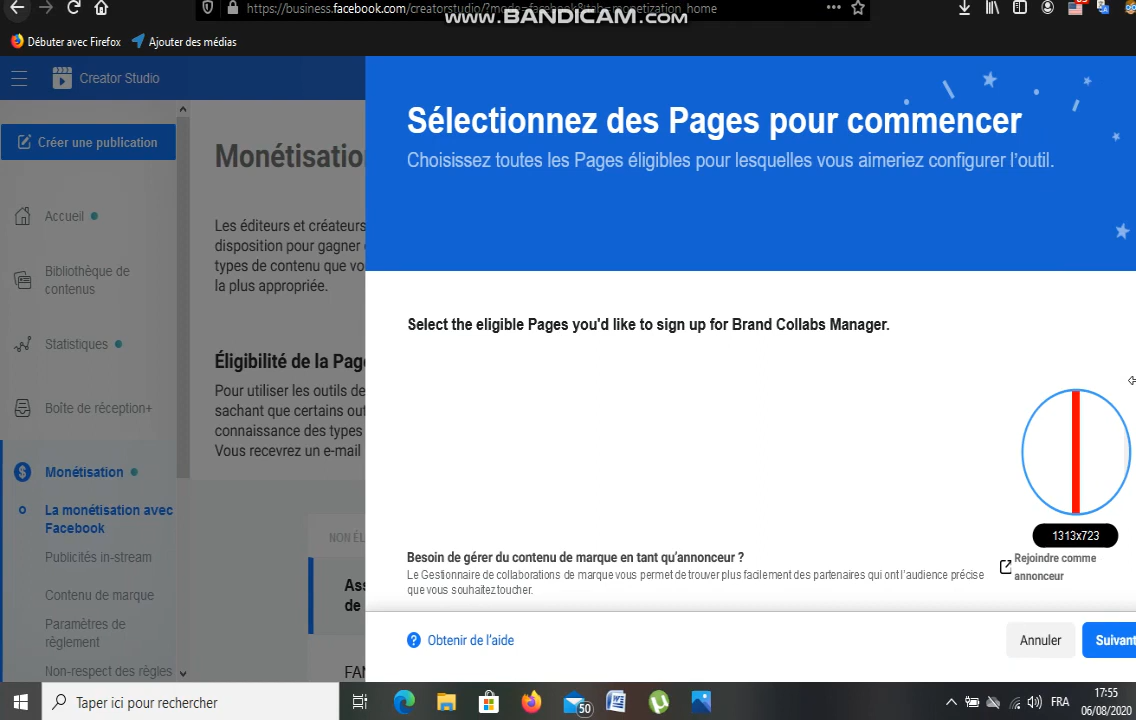 https://business.facebook.com/creatorstudio/?mode=facebook&tab=monetization_home
www.BANDICAM.com
Débuter avec Firefox
Ajouter des médias
Creator Studio
Créer une publication
Accueil
Bibliothèque de
contenus
Statistiques
Boîte de réception+
Monétisation
La monétisation avec
Facebook
Publicités in-stream
Contenu de marque
Paramètres de
règlement
Non-respect des règles
Monétisatio
Les éditeurs et créateurs
disposition pour gagner
types de contenu que vo
la plus appropriée.
Éligibilité de la Pag
Pour utiliser les outils de
sachant que certains out
connaissance des types
Vous recevrez un e-mail
NON ÉL
Ass
de
FAN
Sélectionnez des Pages pour commencer
Choisissez toutes les Pages éligibles pour lesquelles vous aimeriez configurer l'outil.
Select the eligible Pages you'd like to sign up for Brand Collabs Manager.
1313x723
Besoin de gérer du contenu de marque en tant qu'annonceur ?
Le Gestionnaire de collaborations de marque vous permet de trouver plus facilement des partenaires qui ont l'audience précise
que vous souhaitez toucher.
Rejoindre comme
annonceur
Obtenir de l'aide
Annuler
Suivant
Taper ici pour rechercher
50
FRA
17:55
06/08/2020